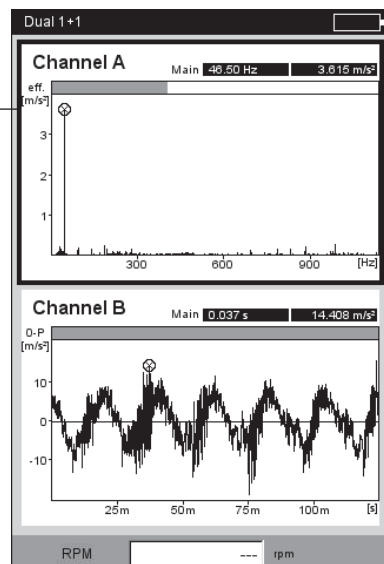 Dual 1+1
Channel A
Main 46.50 Hz 3.615 m/s²
eff.
[m/s²]
3
2
1
300 600 900 [Hz]
Channel B
Main 0.037 s 14.408 m/s²
0-P
[m/s²]
10
0
-10
25m 50m 75m 100m [s]
RPM --- rpm